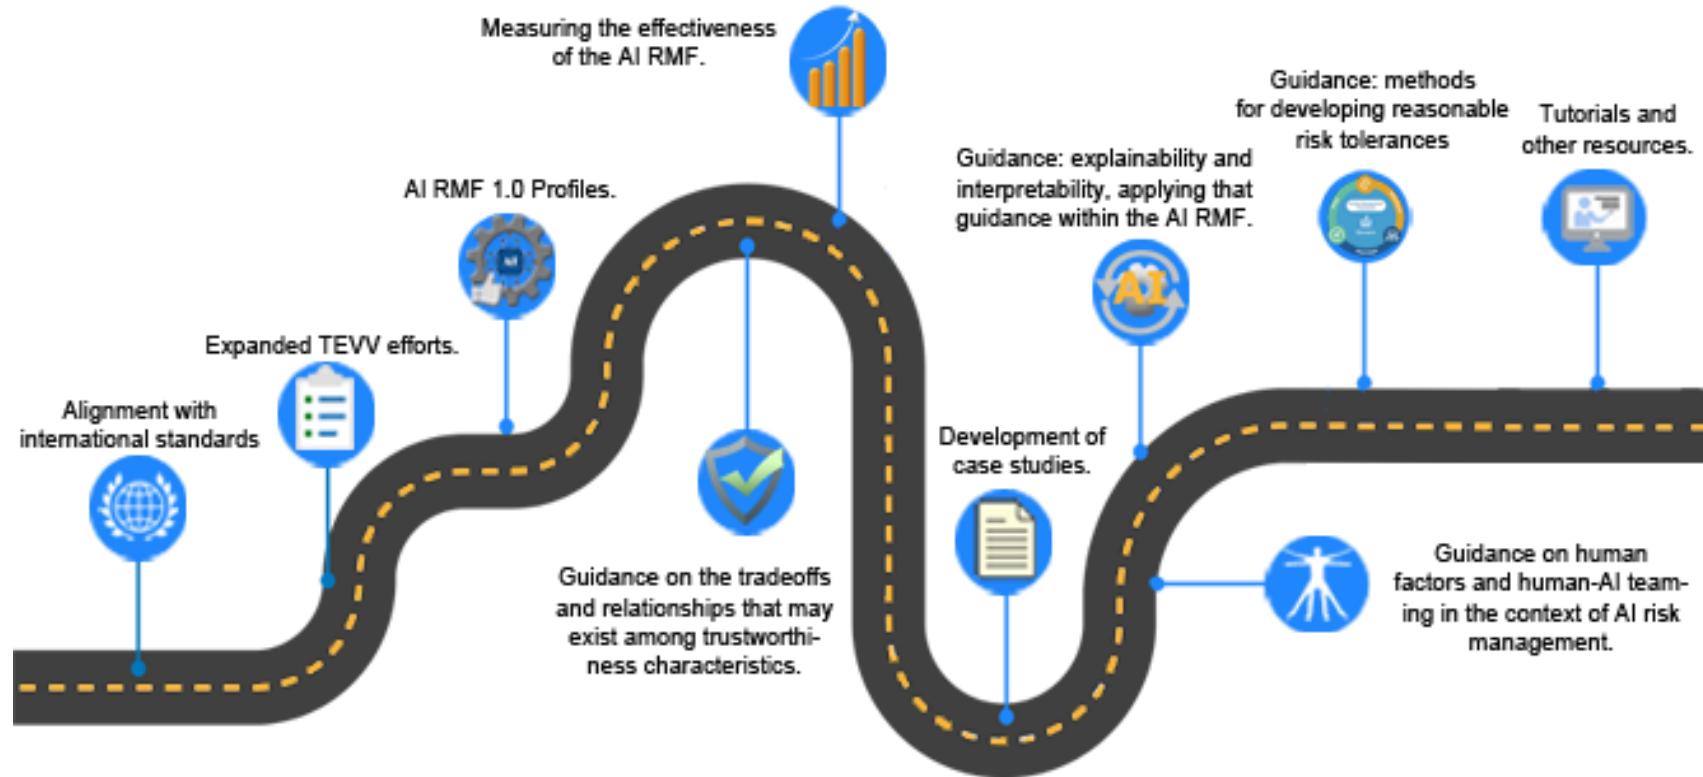 Measuring the effectiveness
of the AI RMF.
Guidance: methods
for developing reasonable
risk tolerances
Tutorials and
other resources.
Guidance: explainability and
interpretability, applying that
guidance within the AI RMF.
AI RMF 1.0 Profiles.
AI
Expanded TEVV efforts.
Alignment with
international standards
Development of
case studies.
Guidance on the tradeoffs
and relationships that may
exist among trustworthi-
ness characteristics.
Guidance on human
factors and human-AI team-
ing in the context of AI risk
management.